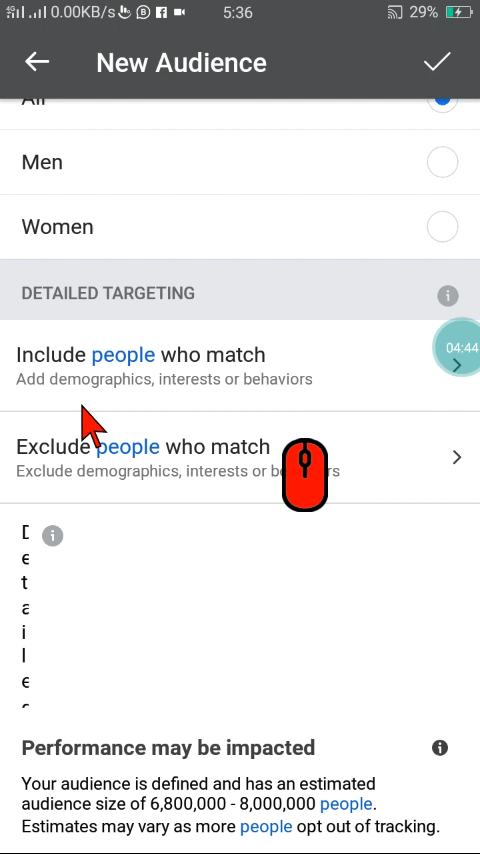 4G 0.00KB/s 5:36 29%
New Audience
All
Men
Women
DETAILED TARGETING
Include people who match
04:44
Add demographics, interests or behaviors
Exclude people who match
Exclude demographics, interests or
D
e
t
a
i
l
e
Performance may be impacted
Your audience is defined and has an estimated
audience size of 6,800,000 - 8,000,000 people.
Estimates may vary as more people opt out of tracking.